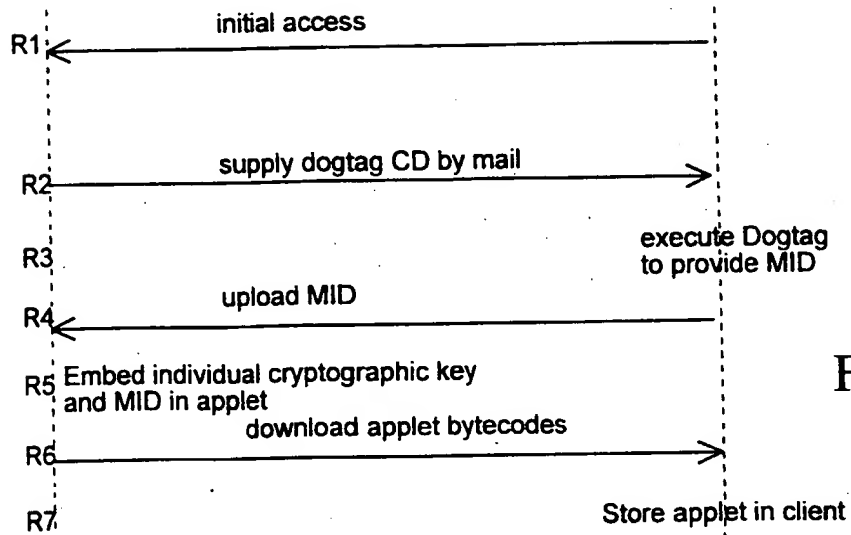 initial access
R1
supply dogtag CD by mail
R2
execute Dogtag
to provide MID
R3
upload MID
R4
Embed individual cryptographic key
R5
and MID in applet
download applet bytecodes
R6
Store applet in client
R7